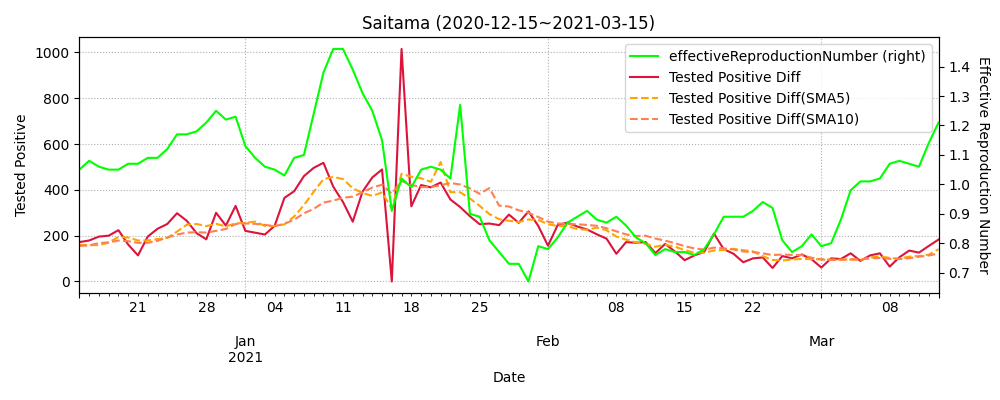 Saitama (2020-12-15~2021-03-15)
effectiveReproductionNumber (right)
Tested Positive Diff
Tested Positive Diff(SMA5)
Tested Positive Diff(SMA10)
Tested Positive
1000
800
600
400
200
0
Effective Reproduction Number
1.4
1.3
1.2
1.1
1.0
0.9
0.8
0.7
21 28 04 11 18 25 08 15 22 08
Jan Feb Mar
2021
Date